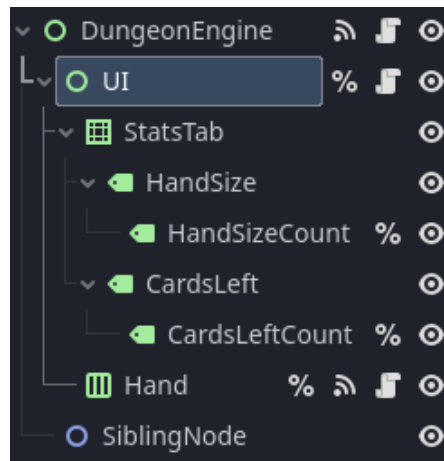 DungeonEngine
UI %
StatsTab
HandSize
HandSizeCount %
CardsLeft
CardsLeftCount %
Hand %
SiblingNode